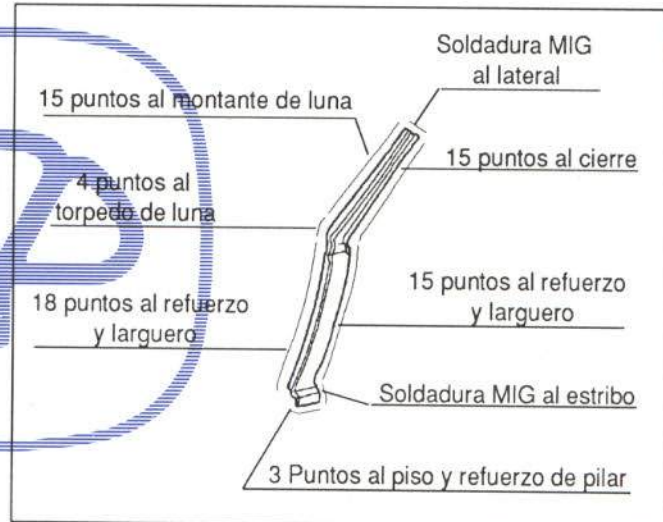 Soldadura MIG
al lateral
15 puntos al montante de luna
15 puntos al cierre
4 puntos al
torpedo de luna
18 puntos al refuerzo
y larguero
15 puntos al refuerzo
y larguero
Soldadura MIG al estribo
3 Puntos al piso y refuerzo de pilar